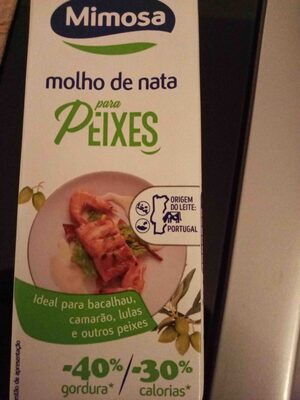 Mimosa
molho de nata
para
PEIXES
ORIGEM
DO LEITE:
PORTUGAL
Ideal para bacalhau,
camarão, lulas
e outros peixes
-40% / -30%
gordura* calorias*